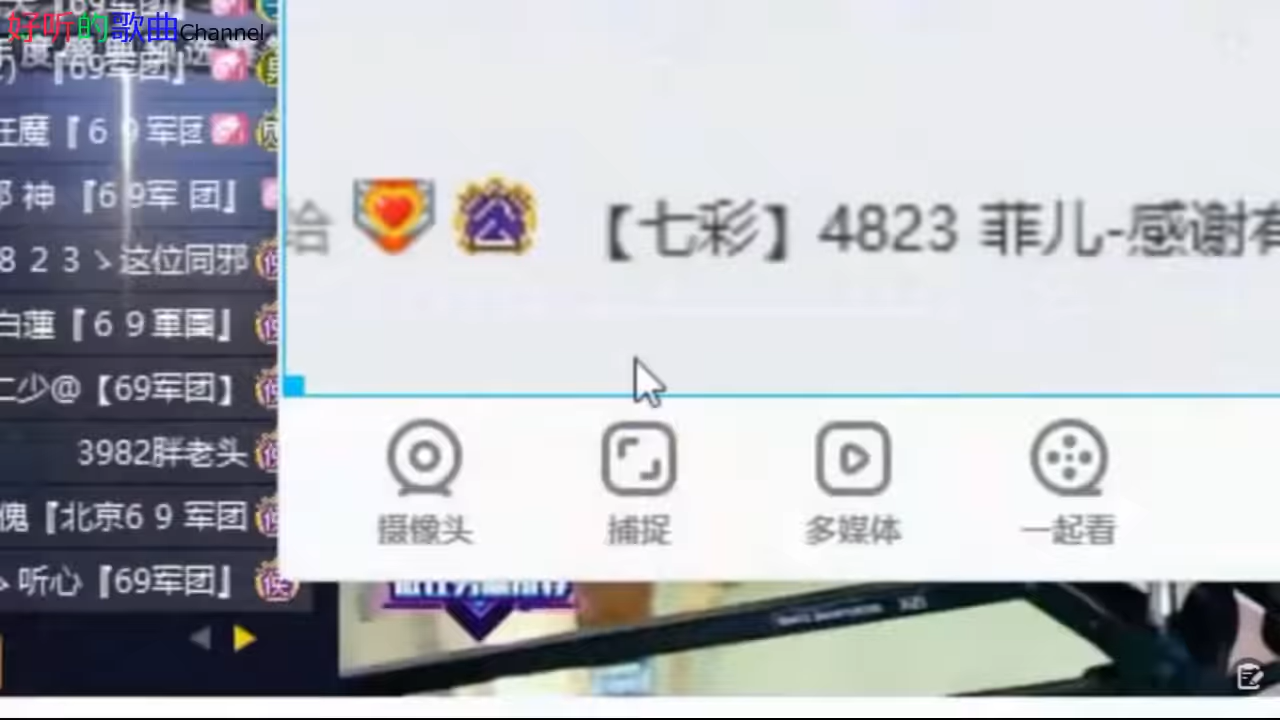 好听的歌曲Channel
『69军团』
狂魔『6 9 军团
神 『6 9军 团』
8 2 3ゝ这位同邪
哈 【七彩】4823 菲儿-感谢有
白蓮『6 9軍團』
二少@【69军团】
3982胖老头
愧『北京6 9 军团
听心『69军团』
摄像头 捕捉 多媒体 一起看